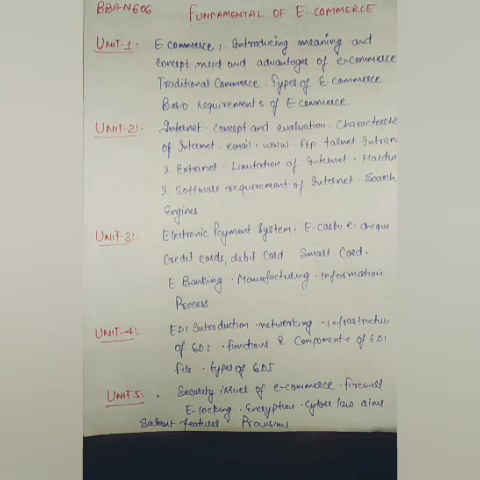 BBA-N606 FUNDAMENTAL OF E-COMMERCE
UNIT-1:- E.commerce, Introducing meaning and
concept, need and advantages of e-commerce
Traditional Commerce. Types of E-commerce.
Basic requirements of E-commerce.
UNIT-2:- Internet. concept and evaluation. Characteristic
of Internet. email. www. ftp talnet Intran
& Extranet. Limitation of Internet. Hardw
& Software requirement of Internet. Search
Engines
UNIT-3:- Electronic Payment System. E. cash e-chequ
Credit cards, debit card. Smart Card.
E Banking. Manufacturing. information
Process
UNIT-4:- EDI Introduction. networking. infrastructure
of EDI. functions & Components of EDI
file. types of EDI
UNIT-5:- Security issues of e-commerce. firewall
E-locking. Encryption. Cyber laws aims
Salient features Provisions